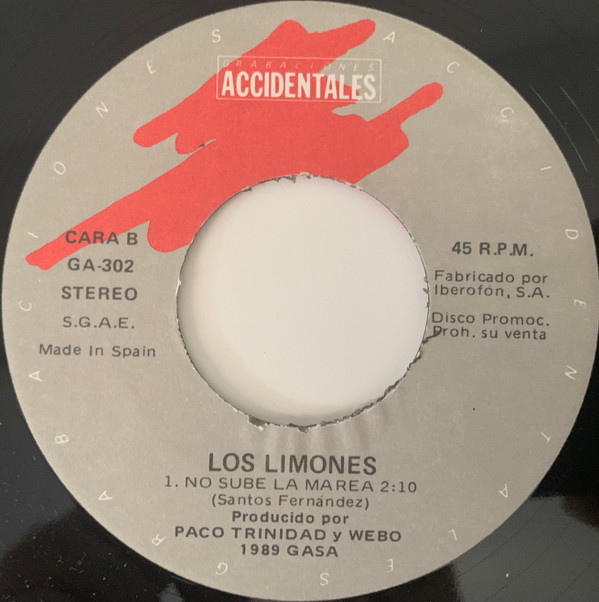 GRABACIONES
ACCIDENTALES
CARA B
GA-302
STEREO
S.G.A.E.
Made In Spain
45 R.P.M.
Fabricado por
Iberofón, S.A.
Disco Promoc.
Proh. su venta
LOS LIMONES
1. NO SUBE LA MAREA 2:10
(Santos Fernández)
Producido por
PACO TRINIDAD y WEBO
1989 GASA
GRABACIONES ACCIDENTALES